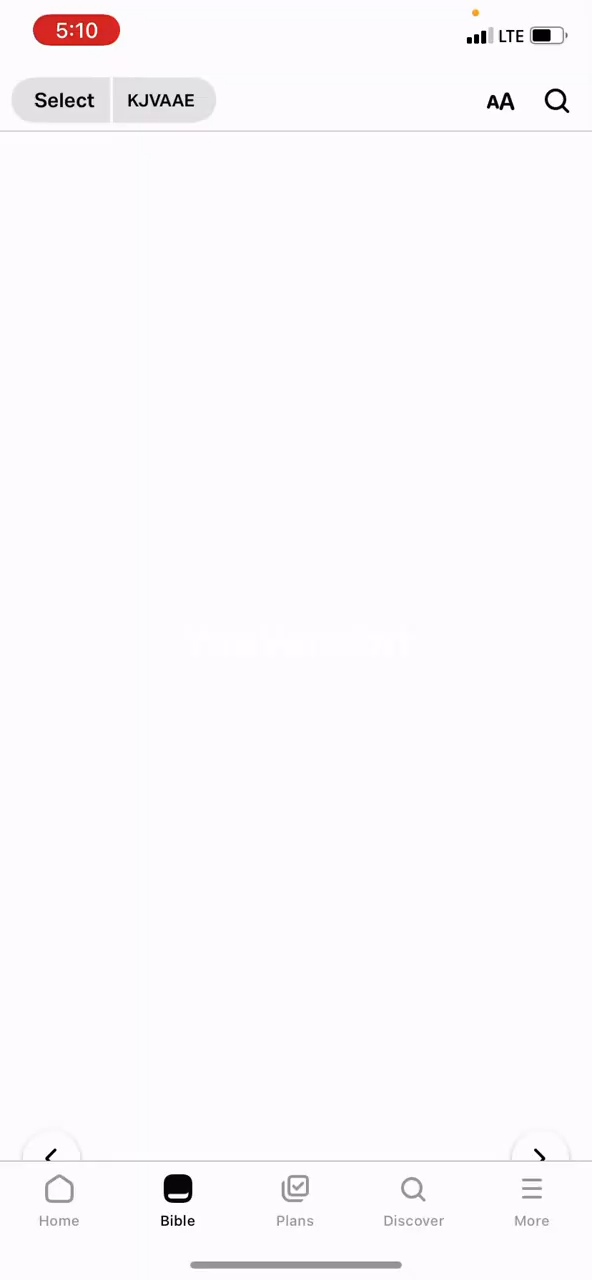 5:10
LTE
Select
KJVAAE
AA
Home
Bible
Plans
Discover
More